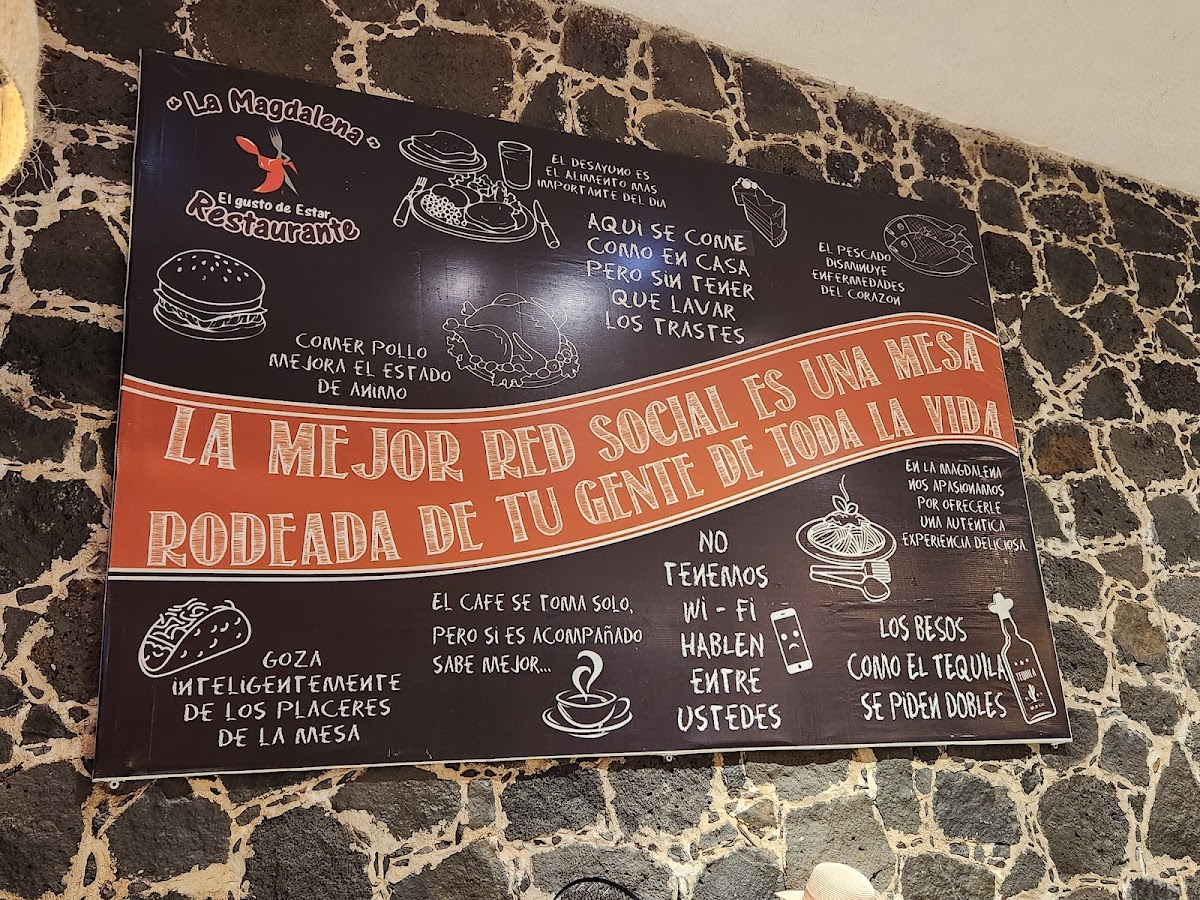 La Magdalena
El gusto de Estar
Restaurante
EL DESAYUNO ES
EL ALIMENTO MAS
IMPORTANTE DEL DIA
AQUI SE COME
COMO EN CASA
PERO SIN TENER
QUE LAVAR
LOS TRASTES
EL PESCADO
DISMINUYE
ENFERMEDADES
DEL CORAZON
COMER POLLO
MEJORA EL ESTADO
DE ANIMO
LA MEJOR RED SOCIAL ES UNA MESA
RODEADA DE TU GENTE DE TODA LA VIDA
EN LA MAGDALENA
NOS APASIONAMOS
POR OFRECERLE
UNA AUTENTICA
EXPERIENCIA DELICIOSA.
GOZA
INTELIGENTEMENTE
DE LOS PLACERES
DE LA MESA
EL CAFE SE TOMA SOLO,
PERO SI ES ACOMPAÑADO
SABE MEJOR...
NO
TENEMOS
WI - FI
HABLEN
ENTRE
USTEDES
LOS BESOS
COMO EL TEQUILA
SE PIDEN DOBLES
TEQUILA